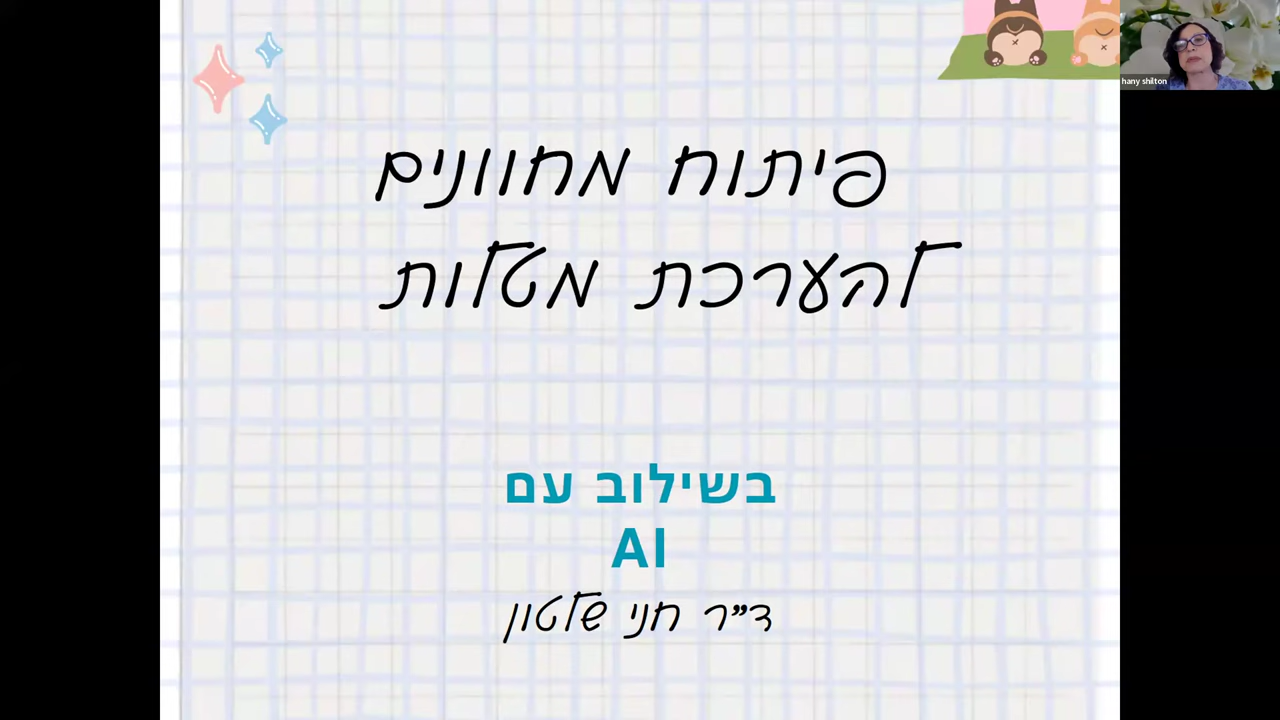 hany shilton
פיתוח מחוונים
להערכת מטלות
בשילוב עם
AI
ד״ר חני שלטון